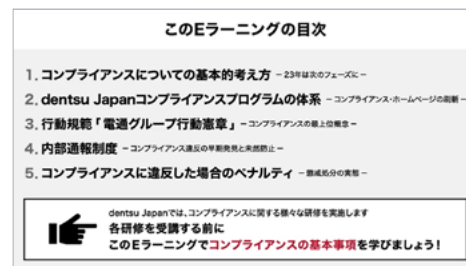 このEラーニングの目次
1. コンプライアンスについての基本的考え方 －23年は次のフェーズに－
2. dentsu Japanコンプライアンスプログラムの体系 －コンプライアンス・ホームページの刷新－
3. 行動規範「電通グループ行動憲章」 －コンプライアンスの最上位概念－
4. 内部通報制度 －コンプライアンス違反の早期発見と未然防止－
5. コンプライアンスに違反した場合のペナルティ －懲戒処分の実態－
dentsu Japanでは、コンプライアンスに関する様々な研修を実施します
各研修を受講する前に
このEラーニングでコンプライアンスの基本事項を学びましょう！